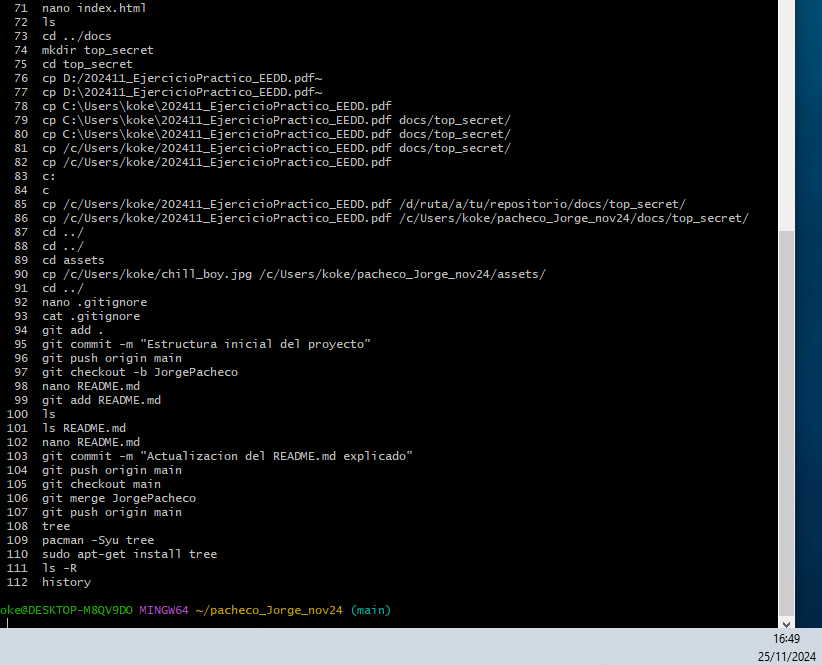 71 nano index.html
72 ls
73 cd ../docs
74 mkdir top_secret
75 cd top_secret
76 cp D:/202411_EjercicioPractico_EEDD.pdf~
77 cp D:\202411_EjercicioPractico_EEDD.pdf~
78 cp C:\Users\koke\202411_EjercicioPractico_EEDD.pdf
79 cp C:\Users\koke\202411_EjercicioPractico_EEDD.pdf docs/top_secret/
80 cp C:\Users\koke\202411_EjercicioPractico_EEDD.pdf docs/top_secret/
81 cp /c/Users/koke/202411_EjercicioPractico_EEDD.pdf docs/top_secret/
82 cp /c/Users/koke/202411_EjercicioPractico_EEDD.pdf
83 c:
84 c
85 cp /c/Users/koke/202411_EjercicioPractico_EEDD.pdf /d/ruta/a/tu/repositorio/docs/top_secret/
86 cp /c/Users/koke/202411_EjercicioPractico_EEDD.pdf /c/Users/koke/pacheco_Jorge_nov24/docs/top_secret/
87 cd ../
88 cd ../
89 cd assets
90 cp /c/Users/koke/chill_boy.jpg /c/Users/koke/pacheco_Jorge_nov24/assets/
91 cd ../
92 nano .gitignore
93 cat .gitignore
94 git add .
95 git commit -m "Estructura inicial del proyecto"
96 git push origin main
97 git checkout -b JorgePacheco
98 nano README.md
99 git add README.md
100 ls
101 ls README.md
102 nano README.md
103 git commit -m "Actualizacion del README.md explicado"
104 git push origin main
105 git checkout main
106 git merge JorgePacheco
107 git push origin main
108 tree
109 pacman -Syu tree
110 sudo apt-get install tree
111 ls -R
112 history
oke@DESKTOP-M8QV9DO MINGW64 ~/pacheco_Jorge_nov24 (main)
16:49
25/11/2024